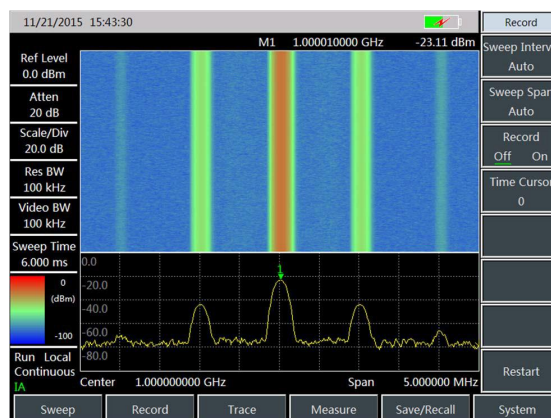 11/21/2015 15:43:30
Record
M1 1.000010000 GHz -23.11 dBm
Ref Level
0.0 dBm
Atten
20 dB
Scale/Div
20.0 dB
Res BW
100 kHz
Video BW
100 kHz
Sweep Time
6.000 ms
0
(dBm)
-100
Run Local
Continuous
IA
0.0
-20.0
-40.0
-60.0
-80.0
1
Center 1.000000000 GHz Span 5.000000 MHz
Sweep Interv
Auto
Sweep Span
Auto
Record
Off On
Time Cursor
0
Restart
Sweep Record Trace Measure Save/Recall System